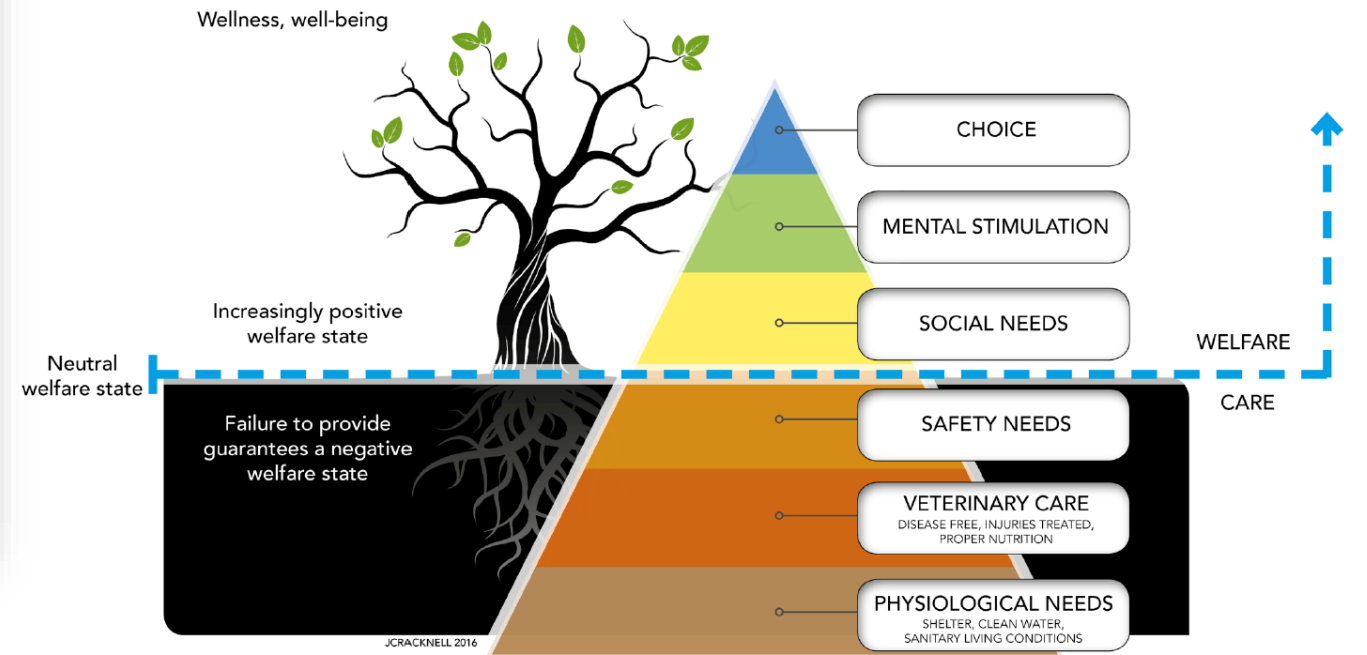 Wellness, well-being
CHOICE
MENTAL STIMULATION
Increasingly positive
welfare state
SOCIAL NEEDS
WELFARE
Neutral
welfare state
CARE
Failure to provide
guarantees a negative
welfare state
SAFETY NEEDS
VETERINARY CARE
DISEASE FREE, INJURIES TREATED,
PROPER NUTRITION
PHYSIOLOGICAL NEEDS
SHELTER, CLEAN WATER,
SANITARY LIVING CONDITIONS
JCRACKNELL 2016